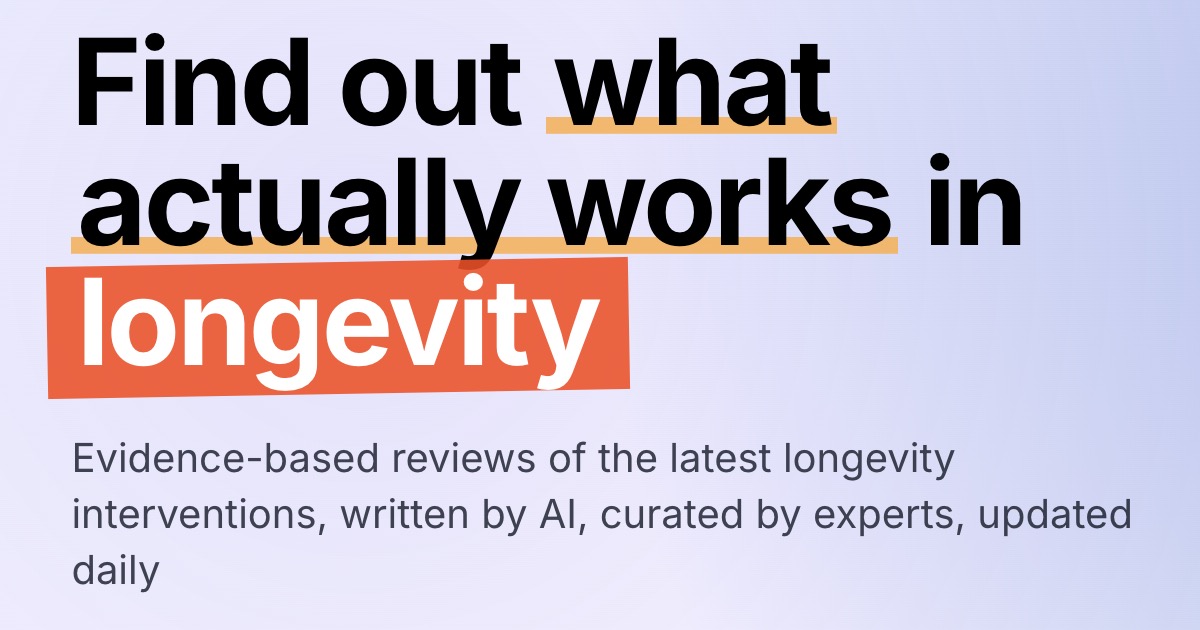 Find out what
actually works in
longevity
Evidence-based reviews of the latest longevity
interventions, written by AI, curated by experts, updated
daily